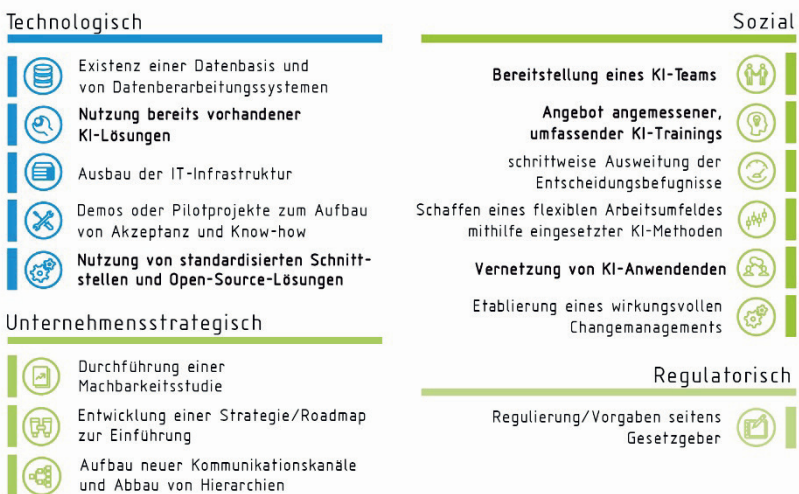 Technologisch
Existenz einer Datenbasis und
von Datenberarbeitungssystemen
Nutzung bereits vorhandener
KI-Lösungen
Ausbau der IT-Infrastruktur
Demos oder Pilotprojekte zum Aufbau
von Akzeptanz und Know-how
Nutzung von standardisierten Schnitt-
stellen und Open-Source-Lösungen
Unternehmensstrategisch
Durchführung einer
Machbarkeitsstudie
Entwicklung einer Strategie/Roadmap
zur Einführung
Aufbau neuer Kommunikationskanäle
und Abbau von Hierarchien
Sozial
Bereitstellung eines KI-Teams
Angebot angemessener,
umfassender KI-Trainings
schrittweise Ausweitung der
Entscheidungsbefugnisse
Schaffen eines flexiblen Arbeitsumfeldes
mithilfe eingesetzter KI-Methoden
Vernetzung von KI-Anwendenden
Etablierung eines wirkungsvollen
Changemanagements
Regulatorisch
Regulierung/Vorgaben seitens
Gesetzgeber